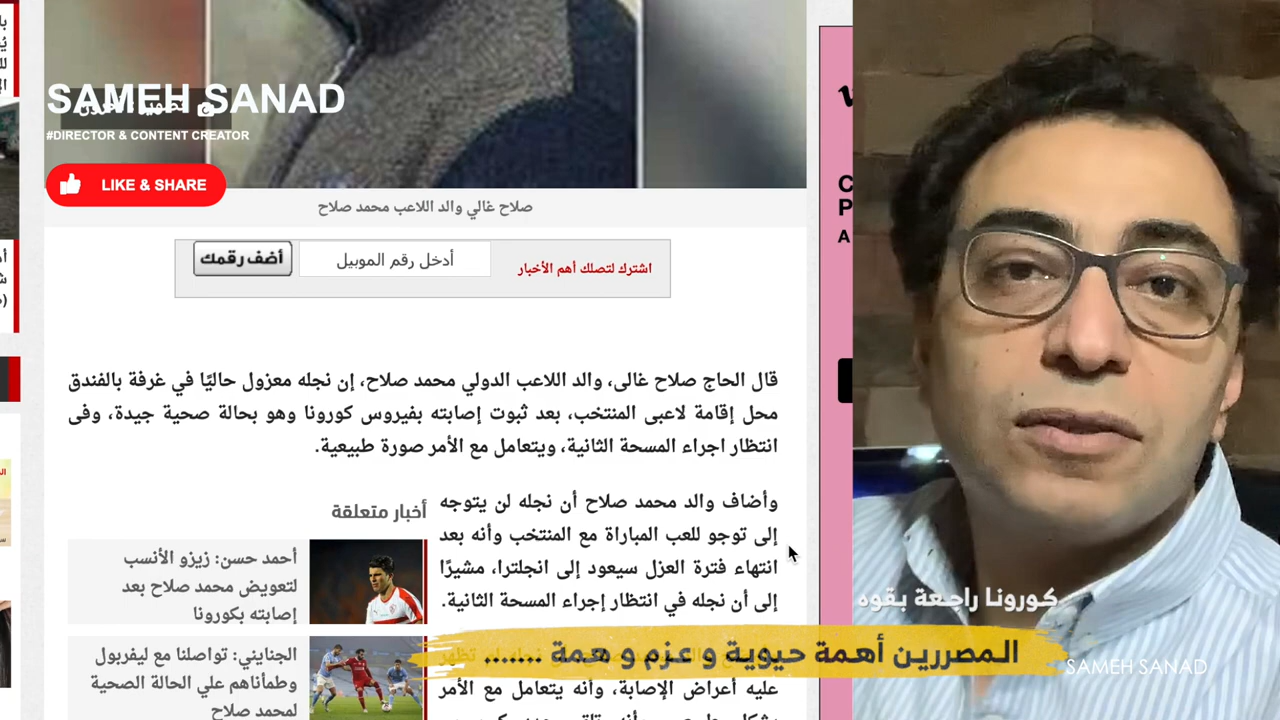 SAMEH SANAD
#DIRECTOR & CONTENT CREATOR
LIKE & SHARE
صلاح غالي والد اللاعب محمد صلاح
اشترك لتصلك أهم الأخبار
أدخل رقم الموبيل
أضف رقمك
قال الحاج صلاح غالى، والد اللاعب الدولي محمد صلاح، إن نجله معزول حاليًا في غرفة بالفندق
محل إقامة لاعبى المنتخب، بعد ثبوت إصابته بفيروس كورونا وهو بحالة صحية جيدة، وفى
انتظار اجراء المسحة الثانية، ويتعامل مع الأمر صورة طبيعية.
وأضاف والد محمد صلاح أن نجله لن يتوجه
إلى توجو للعب المباراة مع المنتخب وأنه بعد
انتهاء فترة العزل سيعود إلى انجلترا، مشيرًا
إلى أن نجله في انتظار إجراء المسحة الثانية.
عليه أعراض الإصابة، وأنه يتعامل مع الأمر
أخبار متعلقة
أحمد حسن: زيزو الأنسب
لتعويض محمد صلاح بعد
إصابته بكورونا
الجنايني: تواصلنا مع ليفربول
وطمأناهم علي الحالة الصحية
لمحمد صلاح
كورونا راجعة بقوه
المصررين أهمة حيوية و عزم و همة .......
SAMEH SANAD